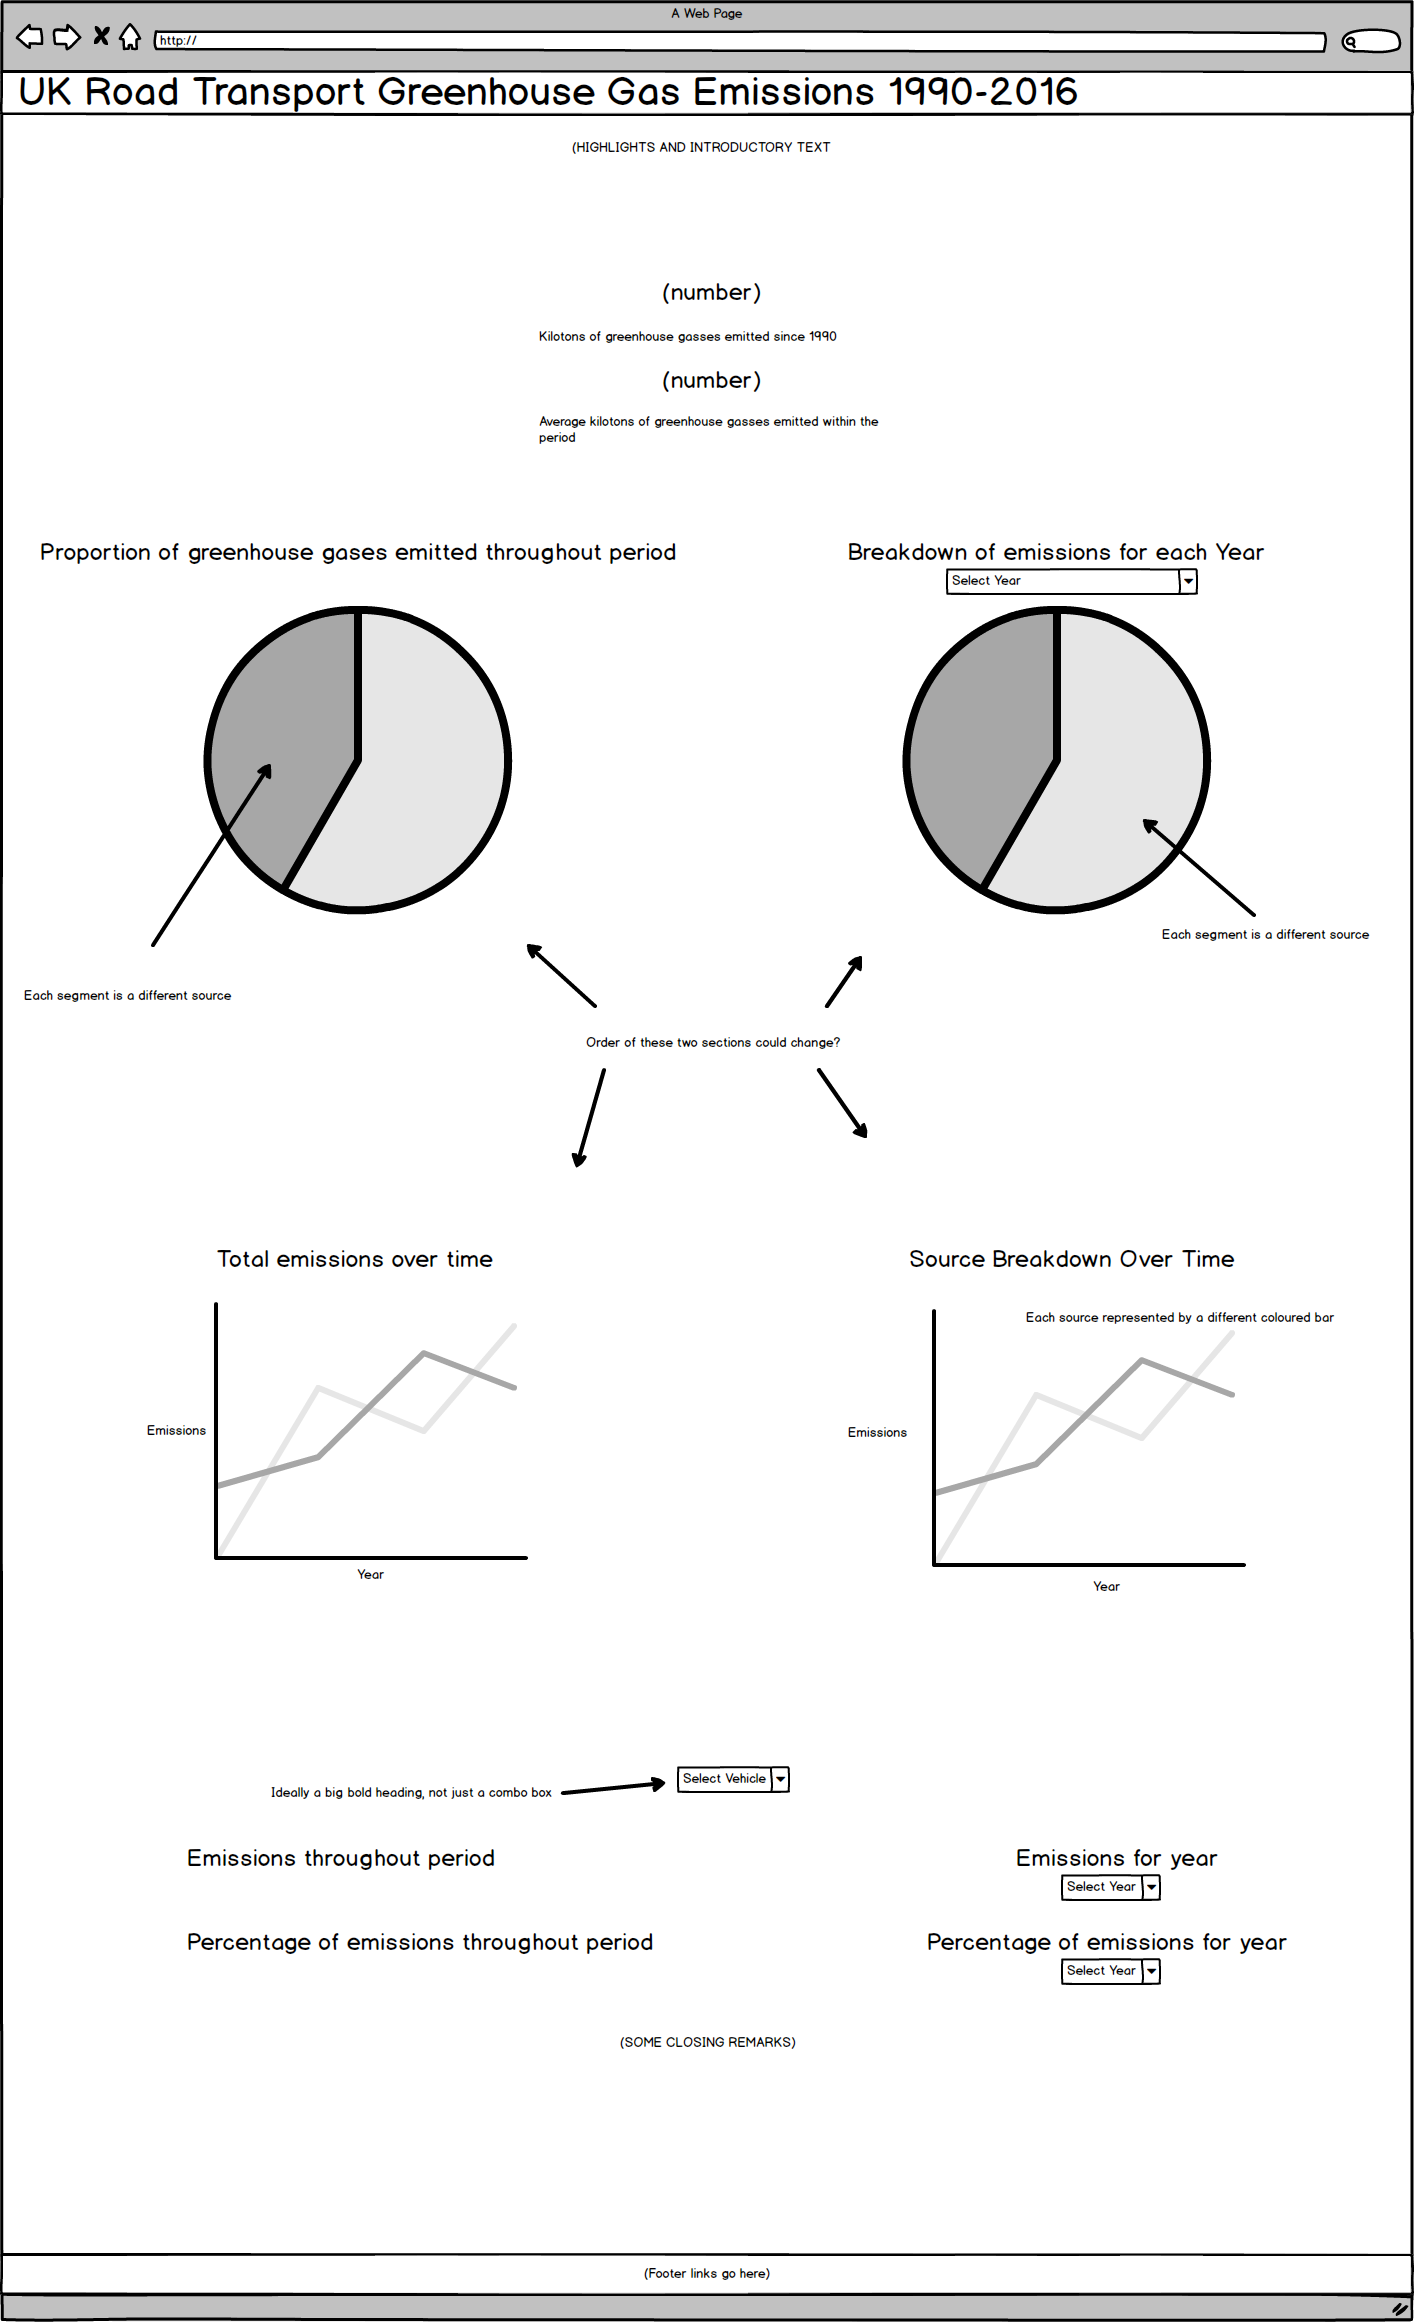 A Web Page
http://
UK Road Transport Greenhouse Gas Emissions 1990-2016
(HIGHLIGHTS AND INTRODUCTORY TEXT
(number)
Kilotons of greenhouse gasses emitted since 1990
(number)
Average kilotons of greenhouse gasses emitted within the
period
Proportion of greenhouse gases emitted throughout period
Breakdown of emissions for each Year
Select Year
Each segment is a different source
Each segment is a different source
Order of these two sections could change?
Total emissions over time
Source Breakdown Over Time
Each source represented by a different coloured bar
Emissions
Emissions
Year
Year
Select Vehicle
Ideally a big bold heading, not just a combo box
Emissions throughout period
Emissions for year
Select Year
Percentage of emissions throughout period
Percentage of emissions for year
Select Year
(SOME CLOSING REMARKS)
(Footer links go here)